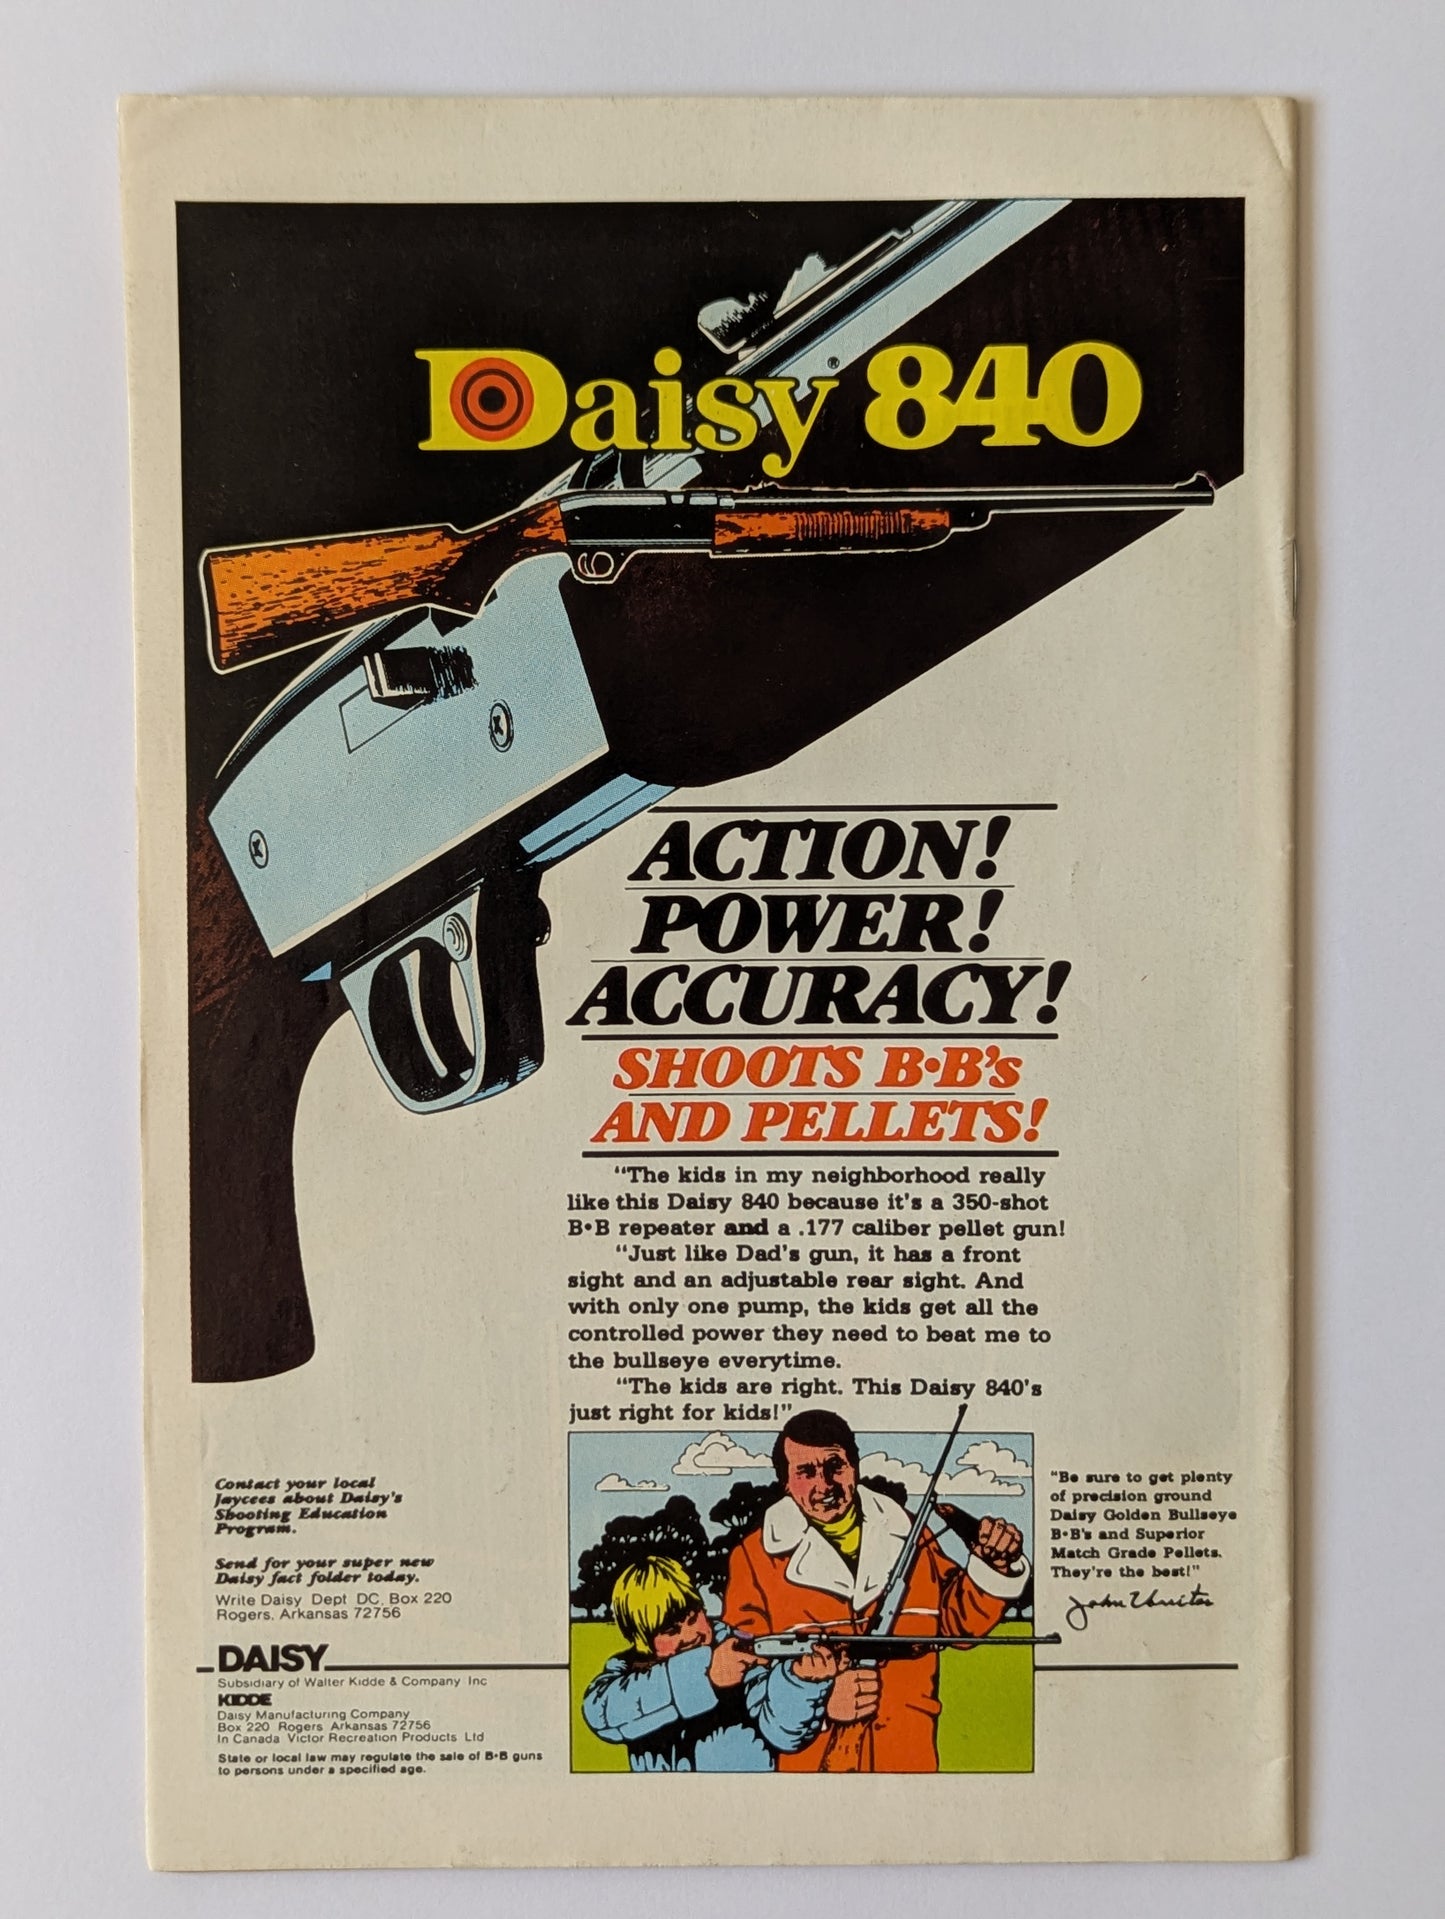 Daisy® 840
ACTION!
POWER!
ACCURACY!
SHOOTS B•B's
AND PELLETS!
"The kids in my neighborhood really
like this Daisy 840 because it's a 350-shot
B•B repeater and a .177 caliber pellet gun!
"Just like Dad's gun, it has a front
sight and an adjustable rear sight. And
with only one pump, the kids get all the
controlled power they need to beat me to
the bullseye everytime.
"The kids are right. This Daisy 840's
just right for kids!"
"Be sure to get plenty
of precision ground
Daisy Golden Bullseye
B•B's and Superior
Match Grade Pellets.
They're the best!"
John
Contact your local
Jaycees about Daisy's
Shooting Education
Program.
Send for your super new
Daisy fact folder today.
Write Daisy Dept DC, Box 220
Rogers, Arkansas 72756
DAISY
Subsidiary of Walter Kidde & Company Inc
KIDDE
Daisy Manufacturing Company
Box 220 Rogers Arkansas 72756
In Canada Victor Recreation Products Ltd
State or local law may regulate the sale of B•B guns
to persons under a specified age.